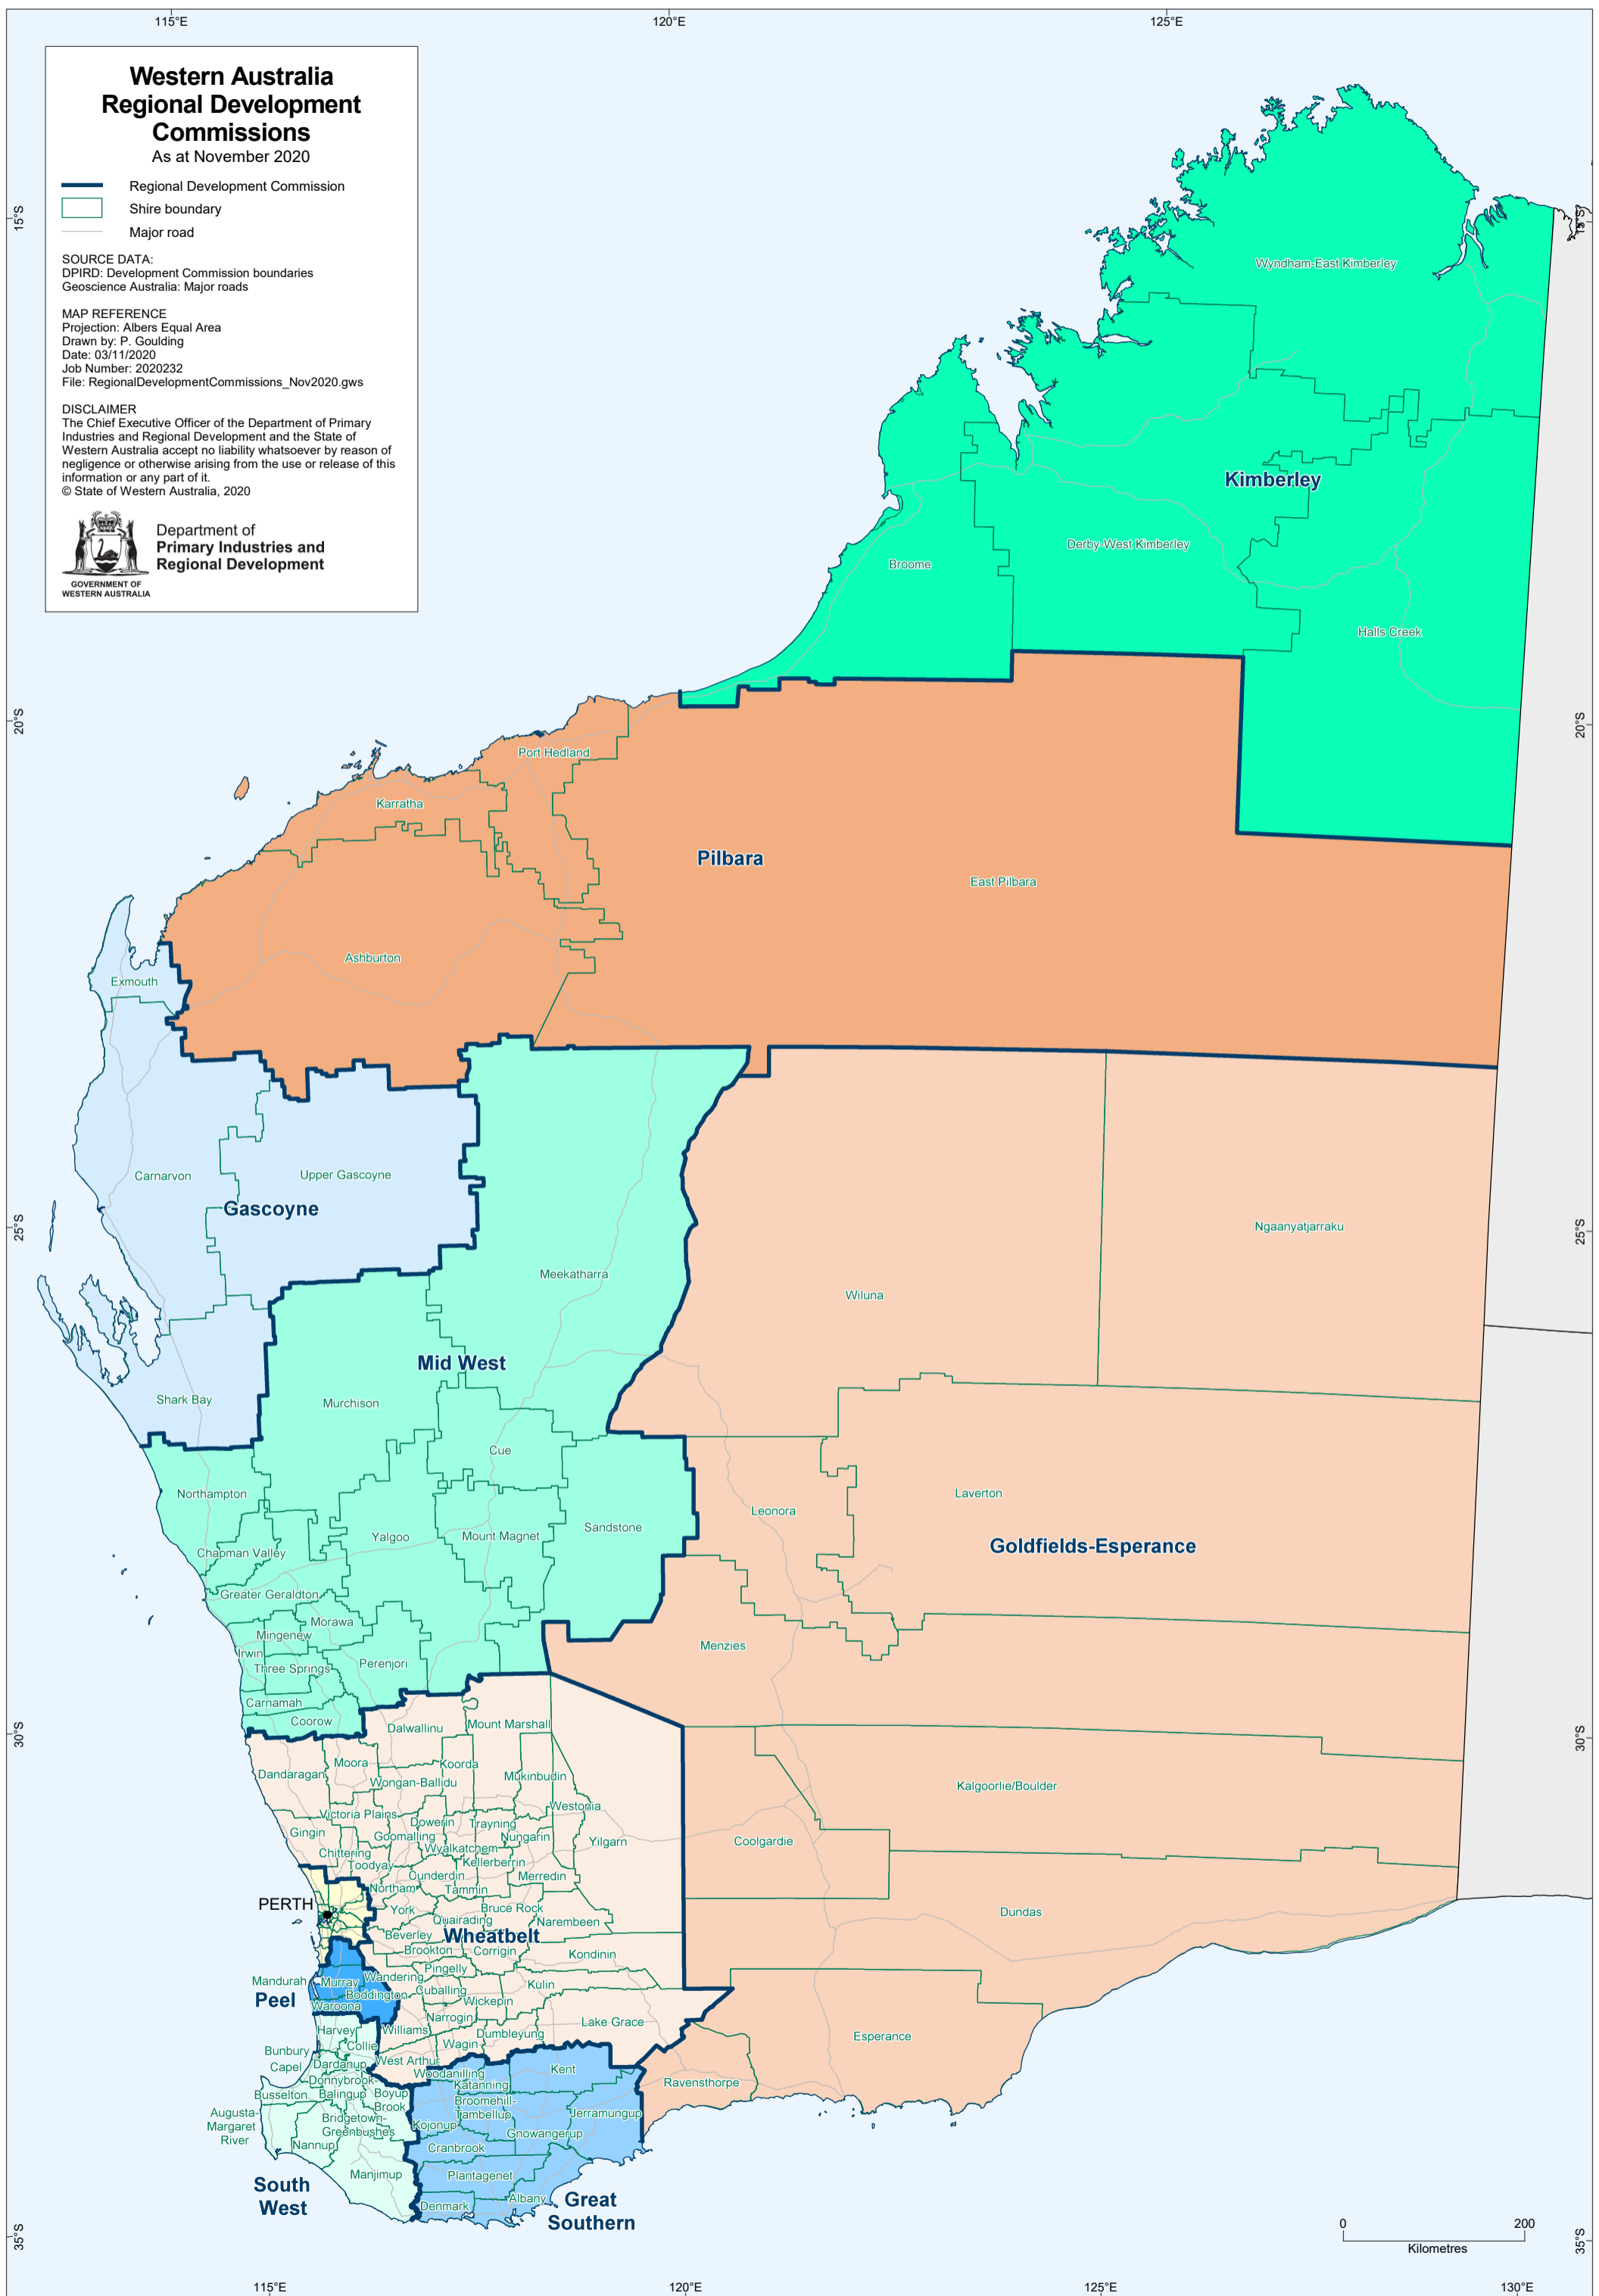 115°E
120°E
125°E
Western Australia
Regional Development
Commissions
As at November 2020
Regional Development Commission
Shire boundary
Major road
SOURCE DATA:
DPIRD: Development Commission boundaries
Geoscience Australia: Major roads
MAP REFERENCE
Projection: Albers Equal Area
Drawn by: P. Goulding
Date: 03/11/2020
Job Number: 2020232
File: RegionalDevelopmentCommissions_Nov2020.gws
DISCLAIMER
The Chief Executive Officer of the Department of Primary
Industries and Regional Development and the State of
Western Australia accept no liability whatsoever by reason of
negligence or otherwise arising from the use or release of this
information or any part of it.
© State of Western Australia, 2020
Department of
Primary Industries and
Regional Development
GOVERNMENT OF
WESTERN AUSTRALIA
15°S
15°S
Wyndham-East Kimberley
Kimberley
Derby-West Kimberley
Broome
Halls Creek
20°S
20°S
Port Hedland
Karratha
Pilbara
East Pilbara
Ashburton
Exmouth
Carnarvon
Upper Gascoyne
Gascoyne
25°S
25°S
Ngaanyatjarraku
Meekatharra
Wiluna
Mid West
Shark Bay
Murchison
Cue
Northampton
Laverton
Leonora
Sandstone
Yalgoo
Mount Magnet
Goldfields-Esperance
Chapman Valley
Greater Geraldton
Morawa
Mingenew
Menzies
Irwin
Perenjori
Three Springs
Carnamah
Coorow
30°S
30°S
Dalwallinu
Mount Marshall
Moora
Koorda
Dandaragan
Wongan-Ballidu
Mukinbudin
Kalgoorlie/Boulder
Westonia
Victoria Plains
Dowerin
Trayning
Gingin
Goomalling
Nungarin
Yilgarn
Coolgardie
Wyalkatchem
Chittering
Toodyay
Kellerberrin
Cunderdin
Merredin
Northam
Tammin
PERTH
York
Bruce Rock
Dundas
Quairading
Narembeen
Beverley
Wheatbelt
Brookton
Corrigin
Kondinin
Pingelly
Mandurah
Murray
Wandering
Kulin
Peel
Boddington
Cuballing
Waroona
Wickepin
Narrogin
Lake Grace
Harvey
Williams
Dumbleyung
Esperance
Collie
Wagin
Bunbury
Capel
Dardanup
West Arthur
Kent
Woodanilling
Donnybrook-
Balingup
Katanning
Ravensthorpe
Busselton
Boyup
Brook
Broomehill-
Tambellup
Augusta-
Margaret
River
Bridgetown-
Greenbushes
Kojonup
Jerramungup
Gnowangerup
Nannup
Cranbrook
Manjimup
Plantagenet
South
West
Denmark
Albany
Great
Southern
0
200
Kilometres
35°S
35°S
115°E
120°E
125°E
130°E